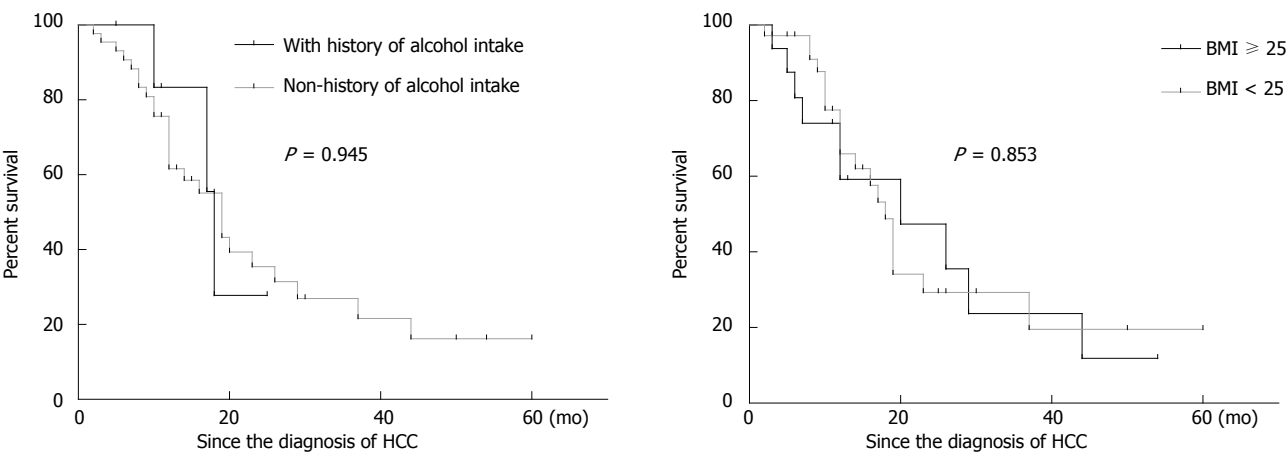 100
80
60
40
20
0
Percent survival
With history of alcohol intake
Non-history of alcohol intake
P = 0.945
0 20 40 60 (mo)
Since the diagnosis of HCC
100
80
60
40
20
0
Percent survival
BMI ⩾ 25
BMI < 25
P = 0.853
0 20 40 60 (mo)
Since the diagnosis of HCC